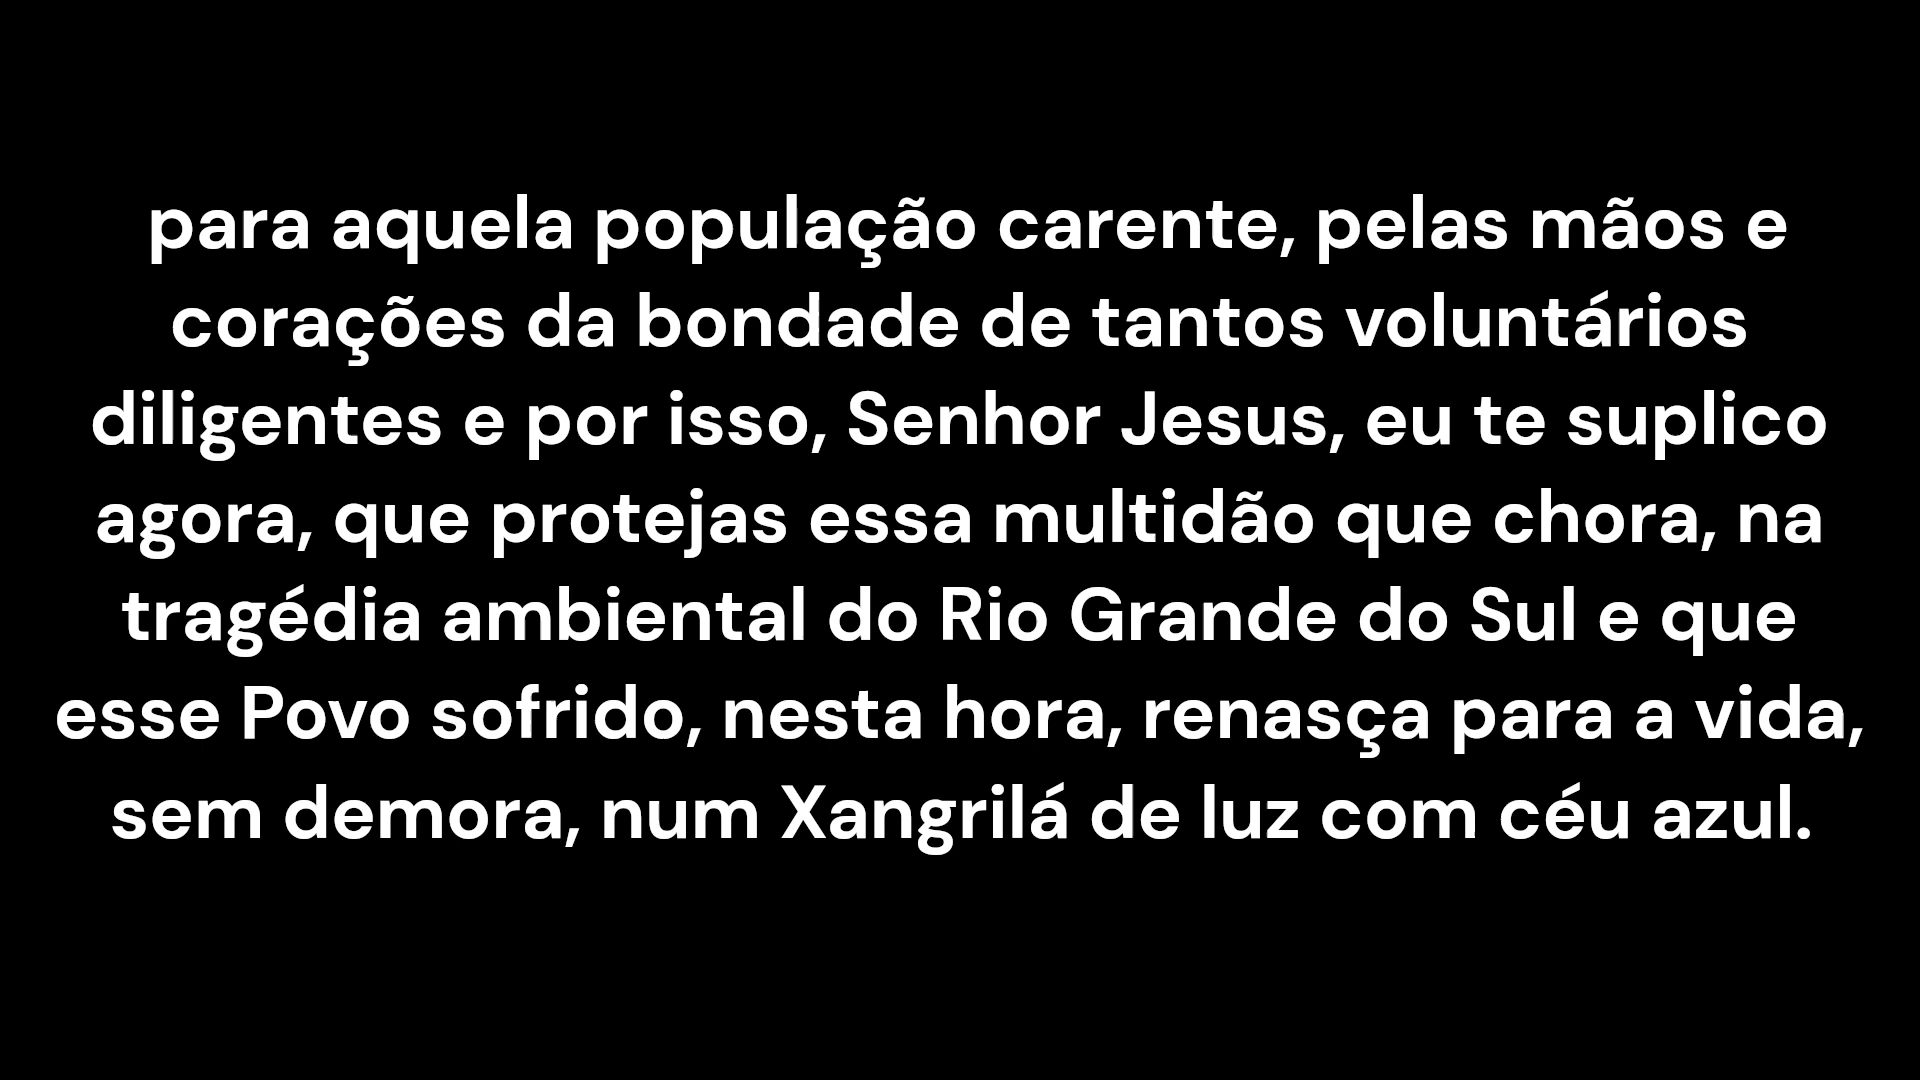 para aquela população carente, pelas mãos e
corações da bondade de tantos voluntários
diligentes e por isso, Senhor Jesus, eu te suplico
agora, que protejas essa multidão que chora, na
tragédia ambiental do Rio Grande do Sul e que
esse Povo sofrido, nesta hora, renasça para a vida,
sem demora, num Xangrilá de luz com céu azul.